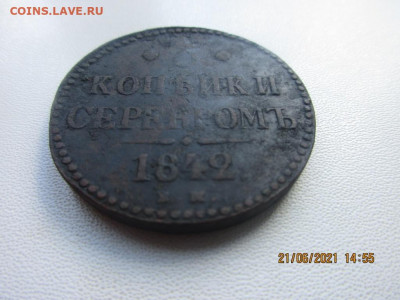 COINS.LAVE.RU
КОПѢЙКИ
СЕРЕБРОМЪ
1842
21/06/2021 14:55